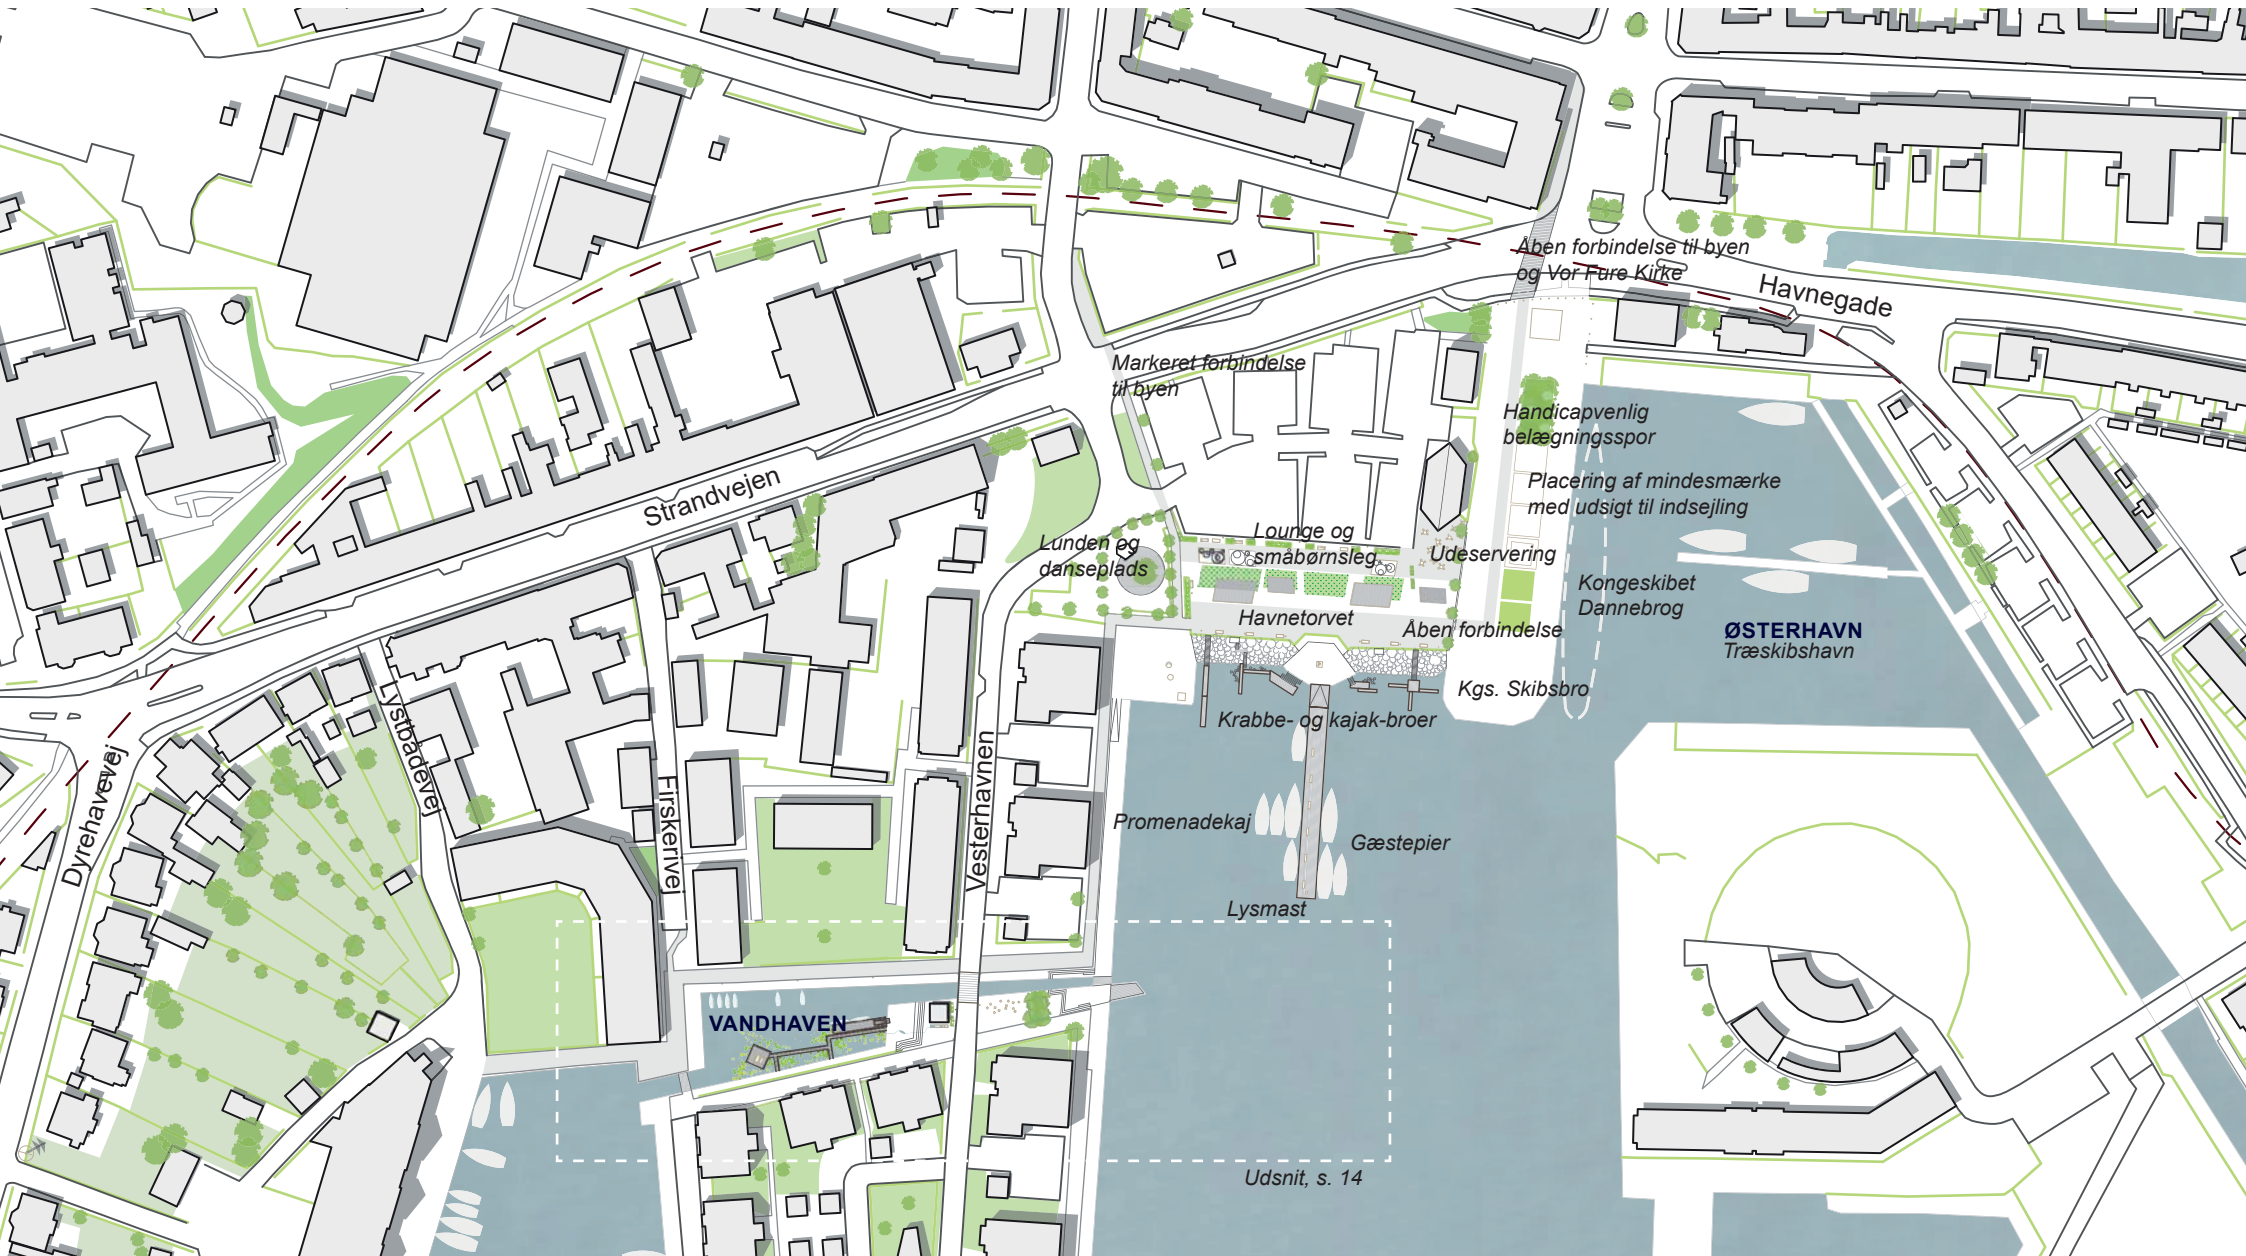 Åben forbindelse til byen
og Vor Fure Kirke
Havnegade
Markeret forbindelse
til byen
Handicapvenlig
belægningsspor
Placering af mindesmærke
med udsigt til indsejling
Strandvejen
Lunden og
danseplads
Lounge og
småbørnsleg
Udeservering
Kongeskibet
Dannebrog
Havnetorvet
Åben forbindelse
ØSTERHAVN
Træskibshavn
Kgs. Skibsbro
Krabbe- og kajak-broer
Lystbådevej
Dyrehavevej
Firskerivej
Vesterhavnen
Promenadekaj
Gæstepier
Lysmast
VANDHAVEN
Udsnit, s. 14